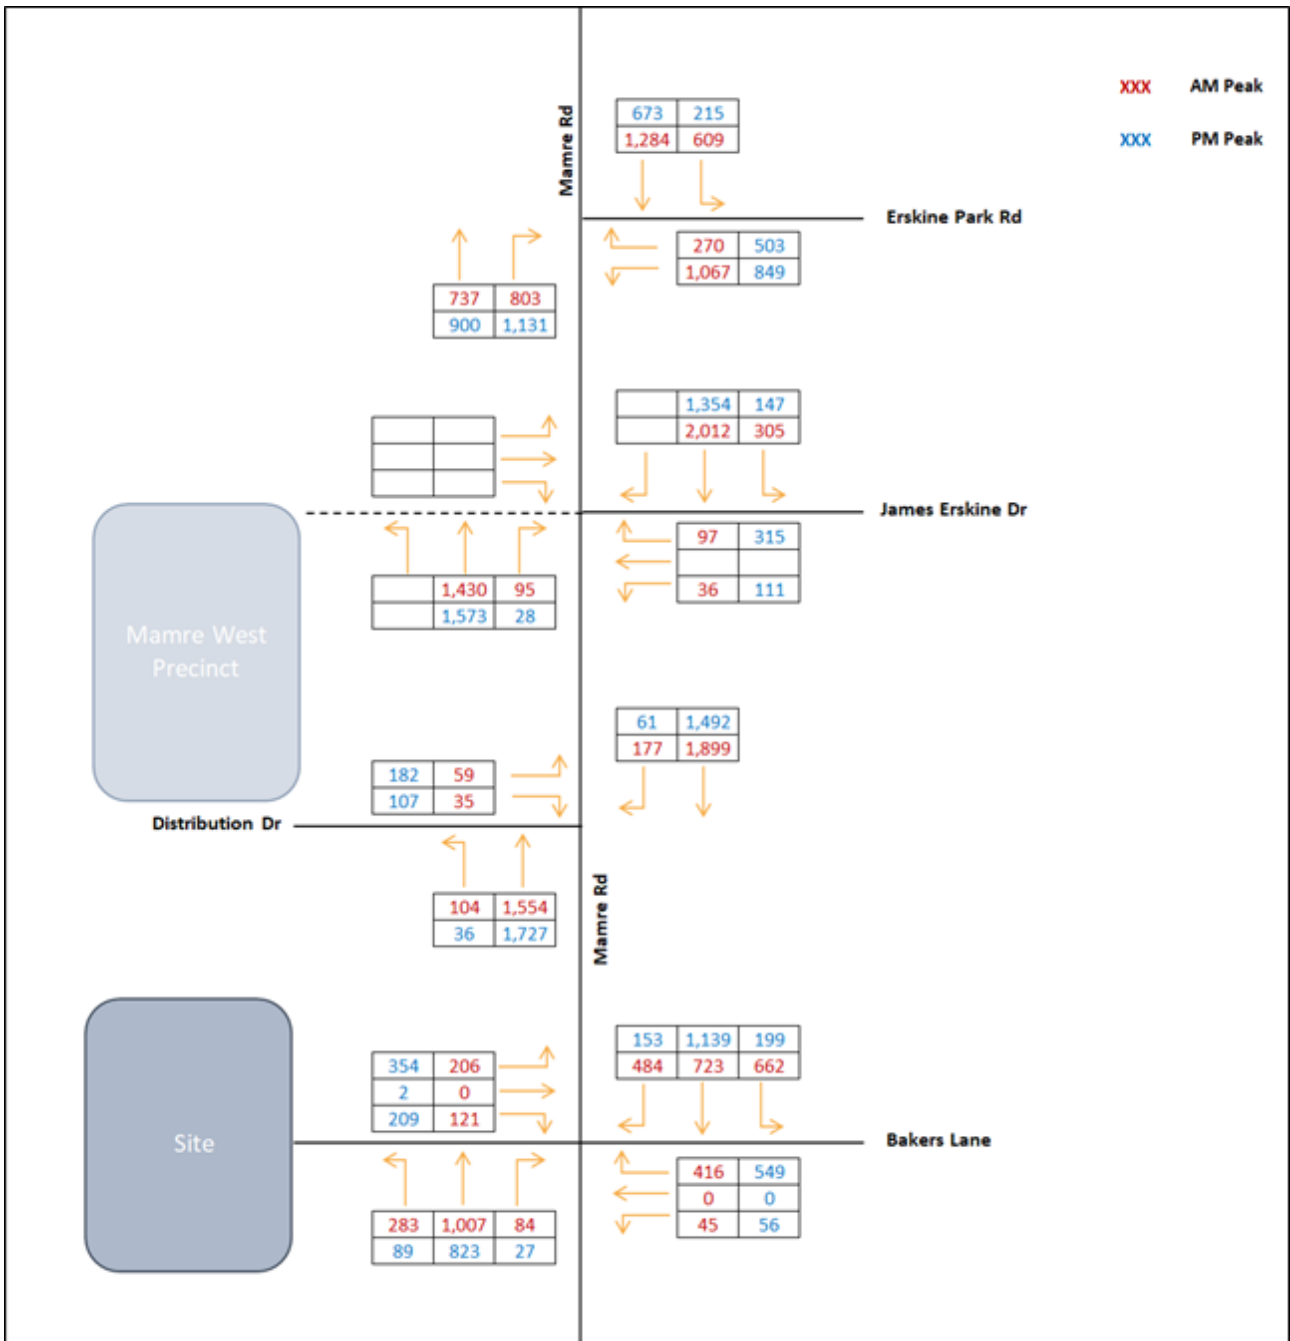 XXX AM Peak
XXX PM Peak
Mamre Rd
673 215
1,284 609
Erskine Park Rd
270 503
1,067 849
737 803
900 1,131
1,354 147
2,012 305
James Erskine Dr
97 315
36 111
1,430 95
1,573 28
Mamre West
Precinct
61 1,492
177 1,899
182 59
107 35
Distribution Dr
104 1,554
36 1,727
Mamre Rd
153 1,139 199
484 723 662
354 206
2 0
209 121
Site
Bakers Lane
416 549
0 0
45 56
283 1,007 84
89 823 27